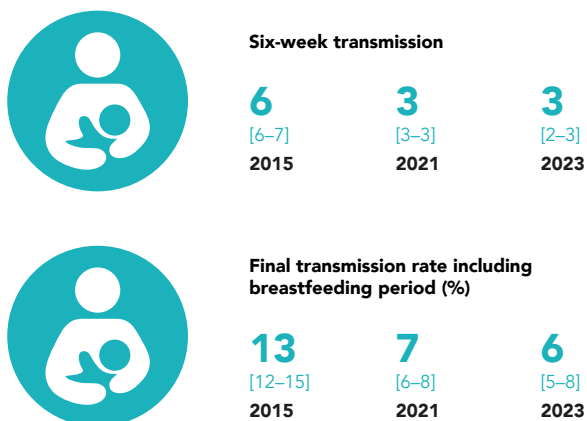 Six-week transmission
6 3 3
[6–7] [3–3] [2–3]
2015 2021 2023
Final transmission rate including
breastfeeding period (%)
13 7 6
[12–15] [6–8] [5–8]
2015 2021 2023